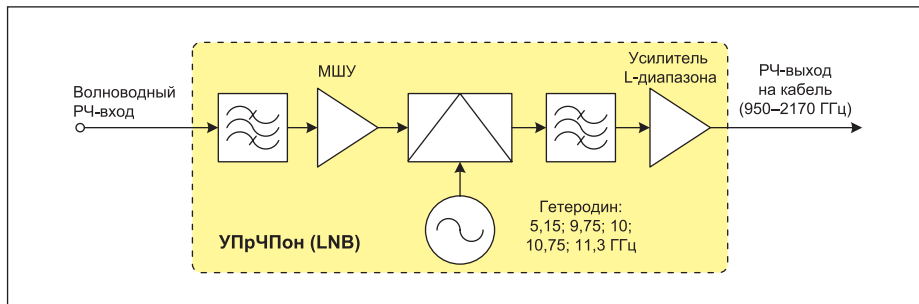 Волноводный
РЧ-вход
МШУ
Усилитель
L-диапазона
РЧ-выход
на кабель
(950–2170 ГГц)
Гетеродин:
5,15; 9,75; 10;
10,75; 11,3 ГГц
УПрЧПон (LNB)